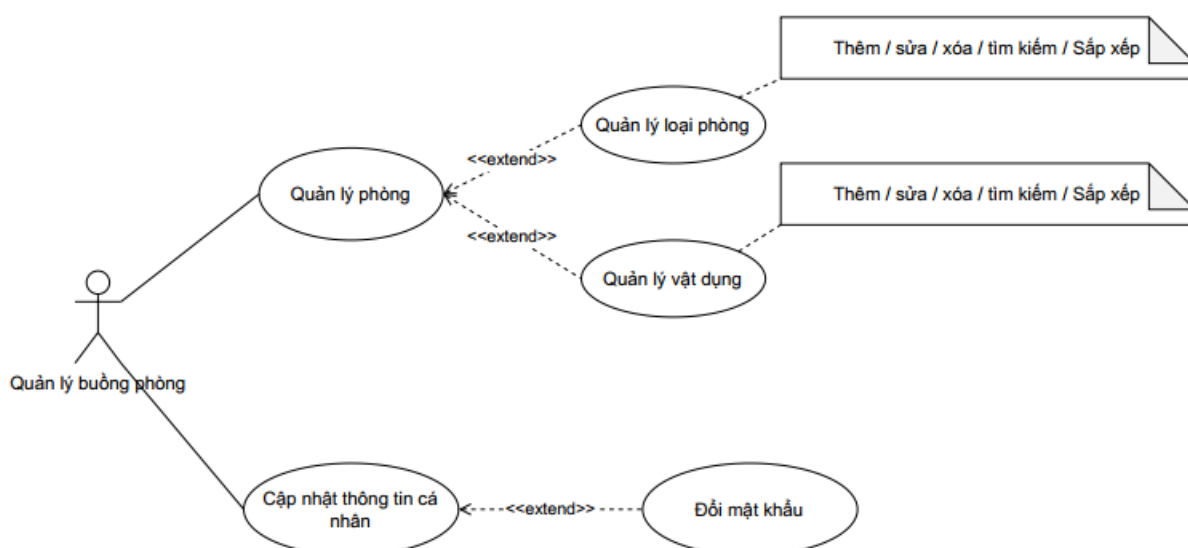 Thêm / sửa / xóa / tìm kiếm / Sắp xếp
Quản lý loại phòng
<<extend>>
Quản lý phòng
Thêm / sửa / xóa / tìm kiếm / Sắp xếp
<<extend>>
Quản lý vật dụng
Quản lý buồng phòng
Cập nhật thông tin cá
nhân
<<extend>>
Đổi mật khẩu